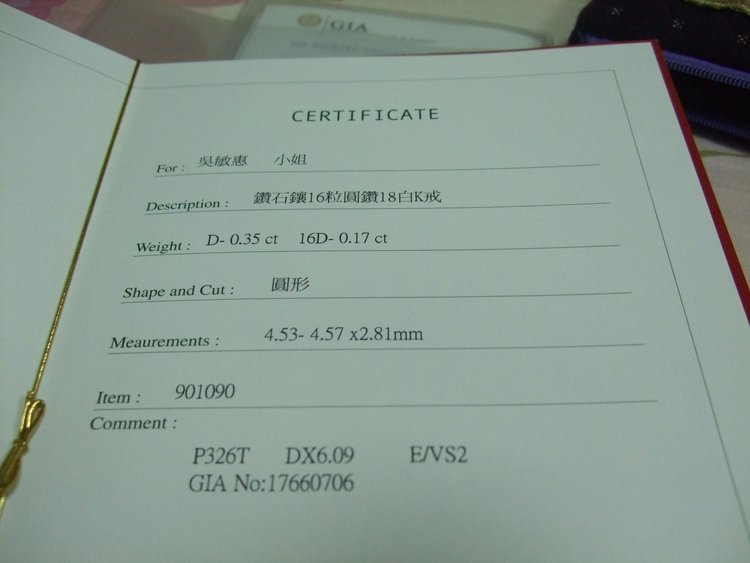 GIA
CERTIFICATE
For : 吳敏惠 小姐
Description : 鑽石鑲16粒圓鑽18白K戒
Weight : D- 0.35 ct 16D- 0.17 ct
Shape and Cut : 圓形
Meaurements : 4.53- 4.57 x2.81mm
Item : 901090
Comment :
P326T DX6.09 E/VS2
GIA No:17660706